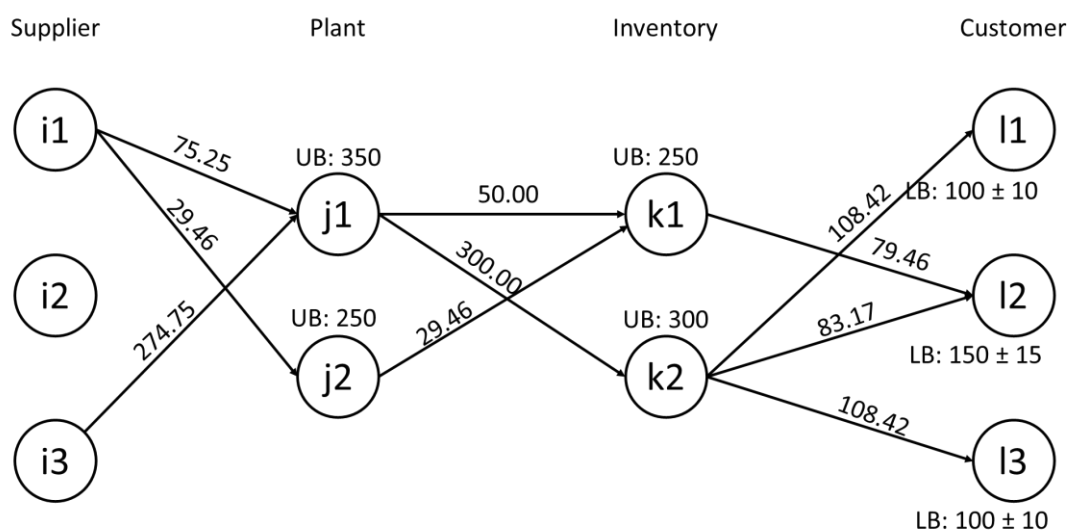 Supplier
Plant
Inventory
Customer
i1
i2
i3
75.25
29.46
274.75
UB: 350
j1
UB: 250
j2
50.00
300.00
29.46
UB: 250
k1
UB: 300
k2
108.42
79.46
83.17
108.42
l1
LB: 100 ± 10
l2
LB: 150 ± 15
l3
LB: 100 ± 10